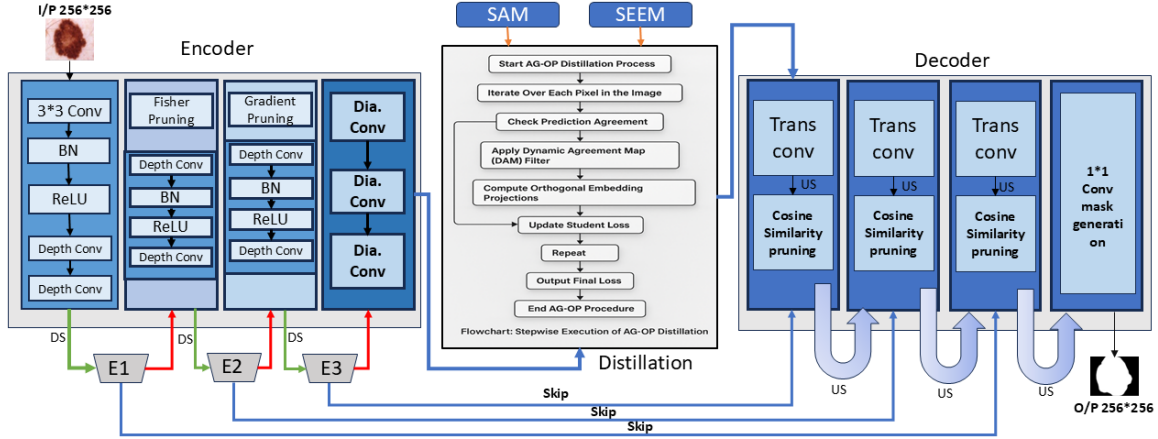 I/P 256*256
Encoder
3*3 Conv
BN
ReLU
Depth Conv
Depth Conv
Fisher
Pruning
Depth Conv
BN
ReLU
Depth Conv
Gradient
Pruning
Depth Conv
BN
ReLU
Depth Conv
Dia.
Conv
Dia.
Conv
Dia.
Conv
DS
DS
DS
E1
E2
E3
SAM
SEEM
Start AG-OP Distillation Process
Iterate Over Each Pixel in the Image
Check Prediction Agreement
Apply Dynamic Agreement Map
(DAM) Filter
Compute Orthogonal Embedding
Projections
Update Student Loss
Repeat
Output Final Loss
End AG-OP Procedure
Flowchart: Stepwise Execution of AG-OP Distillation
Distillation
Skip
Skip
Skip
Decoder
Trans
conv
US
Cosine
Similarity
pruning
Trans
conv
US
Cosine
Similarity
pruning
Trans
conv
US
Cosine
Similarity
pruning
1*1
Conv
mask
generati
on
US
US
US
O/P 256*256